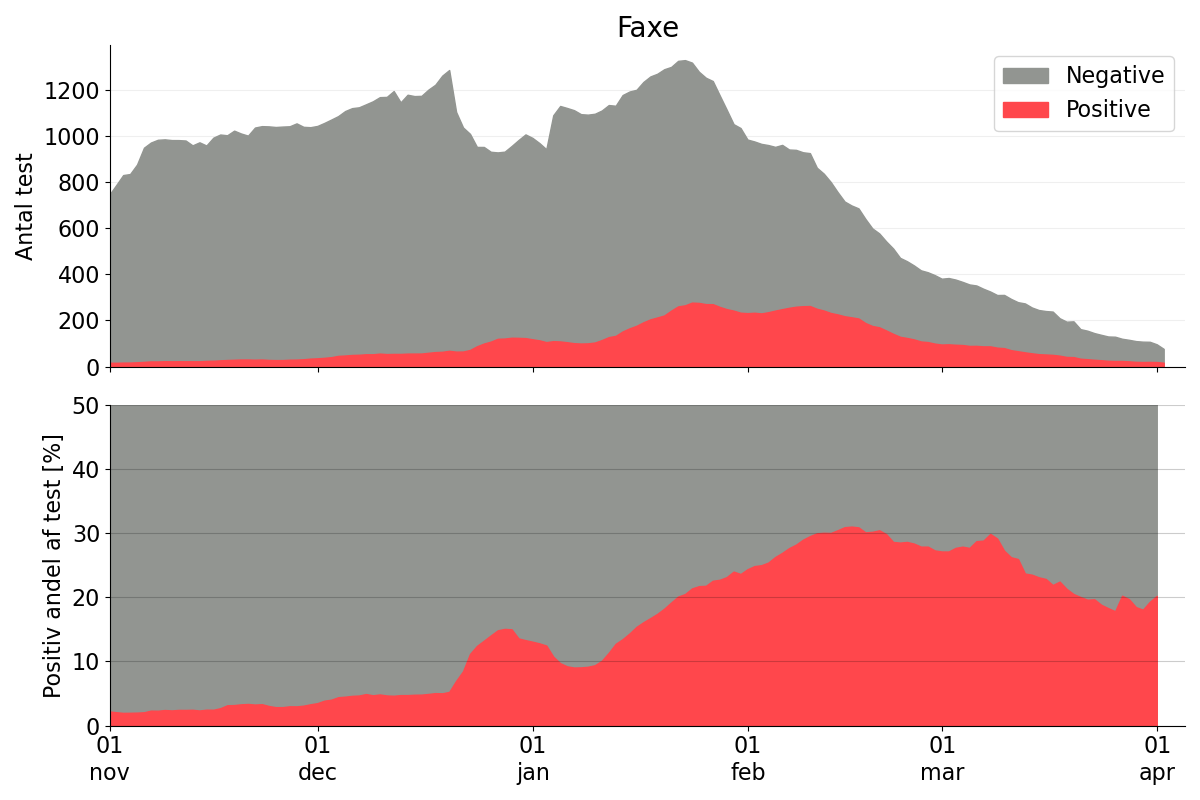 Faxe
Antal test
1200
1000
800
600
400
200
0
Negative
Positive
Positiv andel af test [%]
50
40
30
20
10
0
01 01 01 01 01 01
nov dec jan feb mar apr